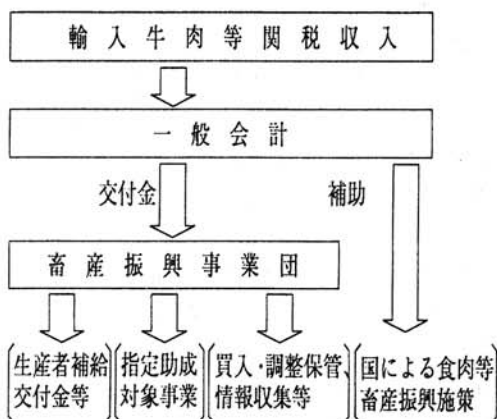 輸入牛肉等関税収入
一般会計
交付金
補助
畜産振興事業団
生産者補給
交付金等
指定助成
対象事業
買入・調整保管、
情報収集等
国による食肉等
畜産振興施策